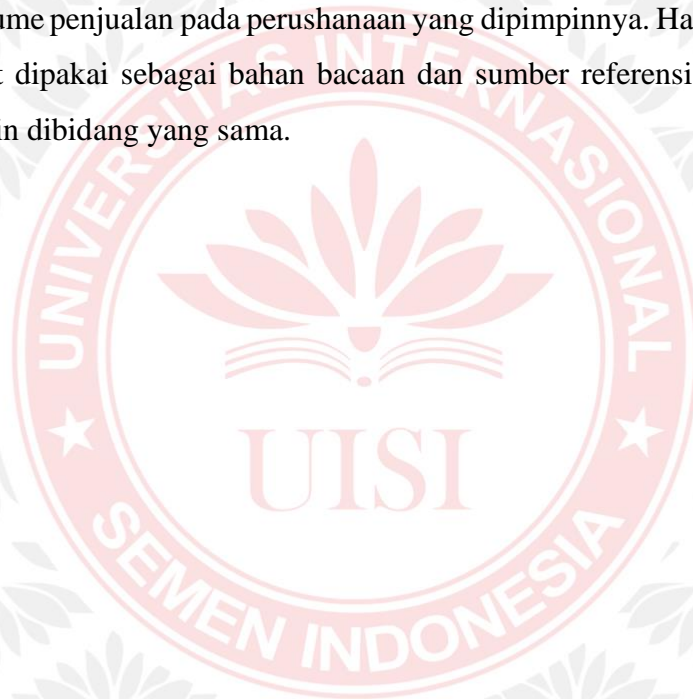 ume penjualan pada perushanaan yang dipimpinnya. Ha
t dipakai sebagai bahan bacaan dan sumber referensi
in dibidang yang sama.
UNIVERSITAS INTERNASIONAL
UISI
SEMEN INDONESIA